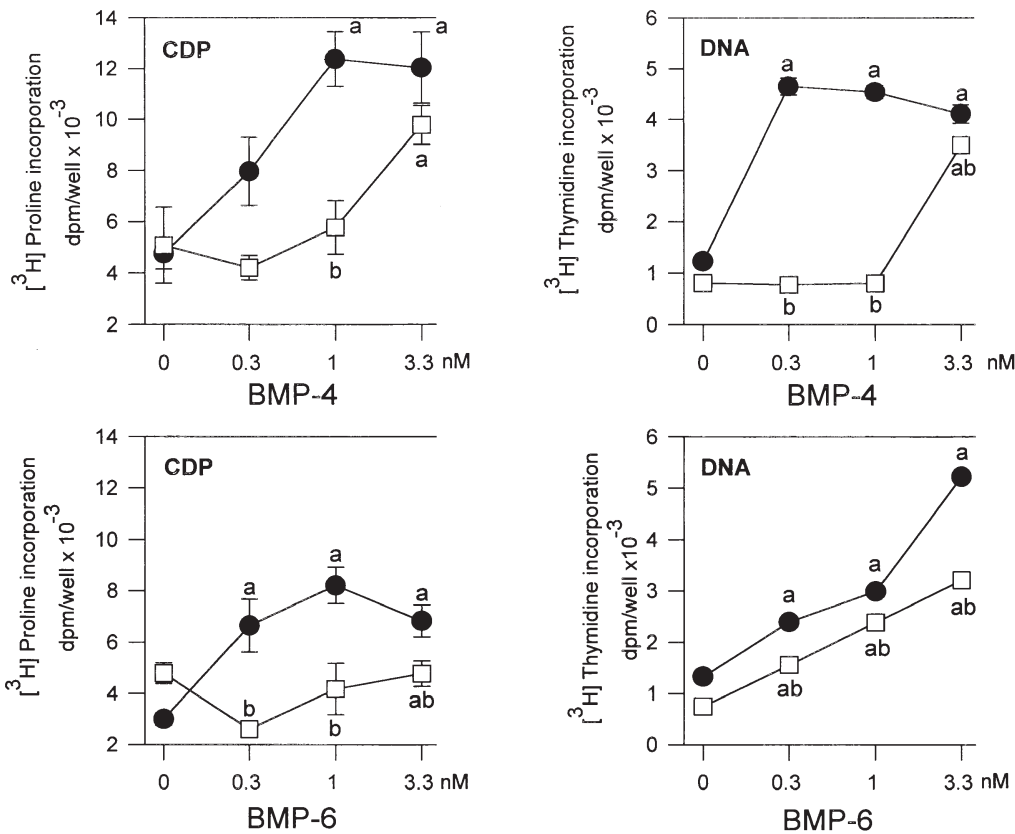 CDP
[³H] Proline incorporation
dpm/well x 10⁻³
14
12
10
8
6
4
2
a
a
a
b
0 0.3 1 3.3 nM
BMP-4
DNA
[³H] Thymidine incorporation
dpm/well x 10⁻³
6
5
4
3
2
1
0
a
a
a
ab
b
b
0 0.3 1 3.3 nM
BMP-4
CDP
[³H] Proline incorporation
dpm/well x 10⁻³
14
12
10
8
6
4
2
a
a
a
b
b
ab
0 0.3 1 3.3 nM
BMP-6
DNA
[³H] Thymidine incorporation
dpm/well x10⁻³
6
5
4
3
2
1
0
a
a
a
ab
ab
ab
0 0.3 1 3.3 nM
BMP-6